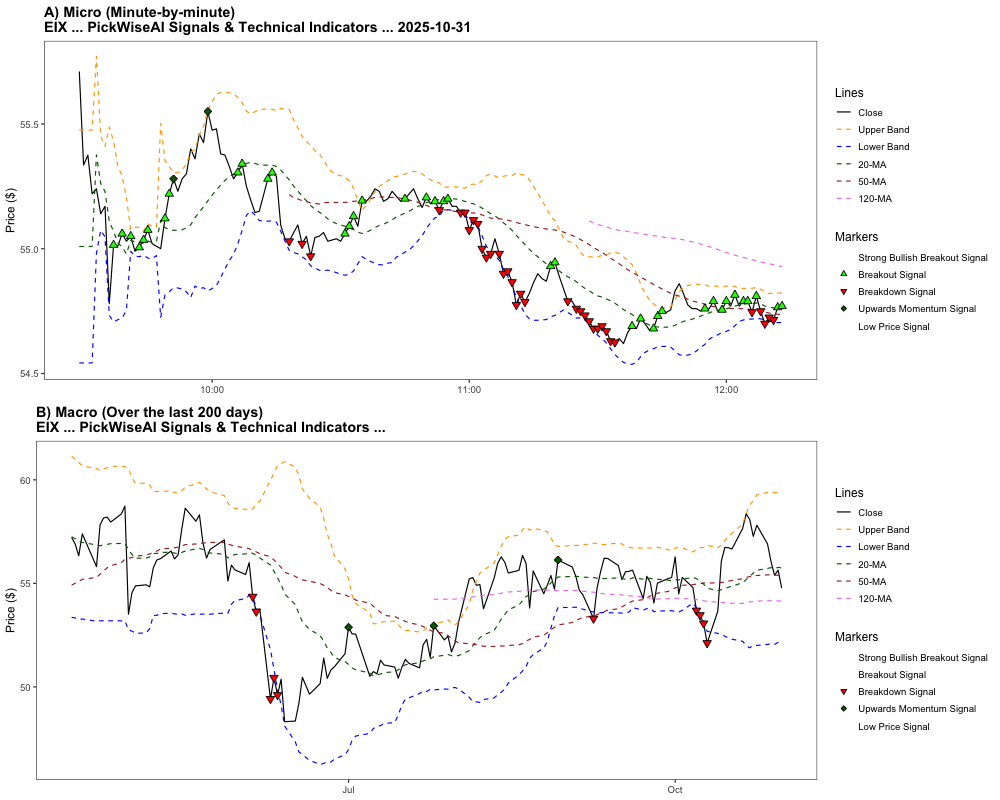 A) Micro (Minute-by-minute)
EIX ... PickWiseAI Signals & Technical Indicators ... 2025-10-31
Price ($)
55.5
55.0
54.5
10:00
11:00
12:00
Lines
Close
Upper Band
Lower Band
20-MA
50-MA
120-MA
Markers
Strong Bullish Breakout Signal
Breakout Signal
Breakdown Signal
Upwards Momentum Signal
Low Price Signal
B) Macro (Over the last 200 days)
EIX ... PickWiseAI Signals & Technical Indicators ...
Price ($)
60
55
50
Jul
Oct
Lines
Close
Upper Band
Lower Band
20-MA
50-MA
120-MA
Markers
Strong Bullish Breakout Signal
Breakout Signal
Breakdown Signal
Upwards Momentum Signal
Low Price Signal